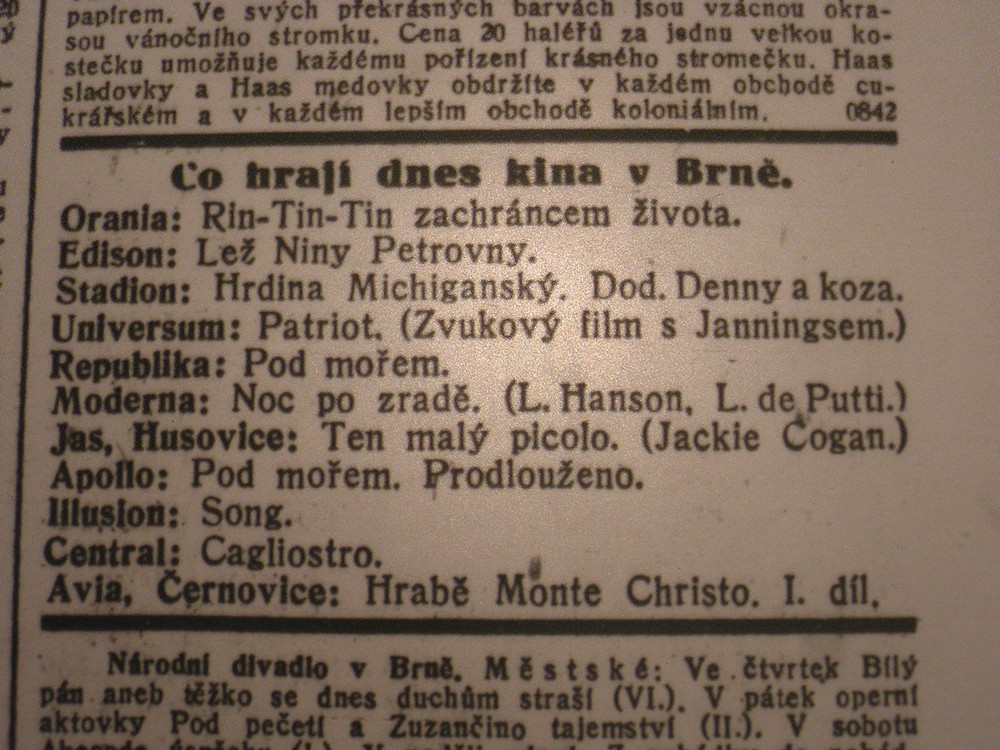 papírem. Ve svých překrásných barvách jsou vzácnou okra-
sou vánočního stromku. Cena 20 haléřů za jednu velkou ko-
stečku umožňuje každému pořízení krásného stromečku. Haas
sladovky a Haas medovky obdržíte v každém obchodě cu-
krářském a v každém lepším obchodě koloniálním. 0842
Co hrají dnes kina v Brně.
Orania: Rin-Tin-Tin zachráncem života.
Edison: Lež Niny Petrovny.
Stadion: Hrdina Michiganský. Dod. Denny a koza.
Universum: Patriot. (Zvukový film s Janningsem.)
Republika: Pod mořem.
Moderna: Noc po zradě. (L. Hanson, L. de Putti.)
Jas, Husovice: Ten malý picolo. (Jackie Cogan.)
Apollo: Pod mořem. Prodlouženo.
Illusion: Song.
Central: Cagliostro.
Avia, Černovice: Hrabě Monte Christo. I. díl.
Národní divadlo v Brně. Městské: Ve čtvrtek Bílý
pán aneb těžko se dnes duchům straší (VI.). V pátek operní
aktovky Pod pečetí a Zuzančino tajemství (II.). V sobotu